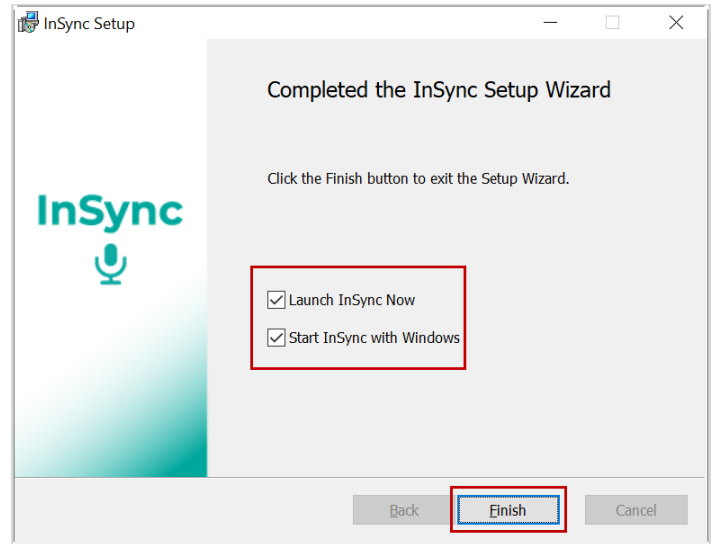 InSync Setup
Completed the InSync Setup Wizard
Click the Finish button to exit the Setup Wizard.
InSync
Launch InSync Now
Start InSync with Windows
Back
Finish
Cancel